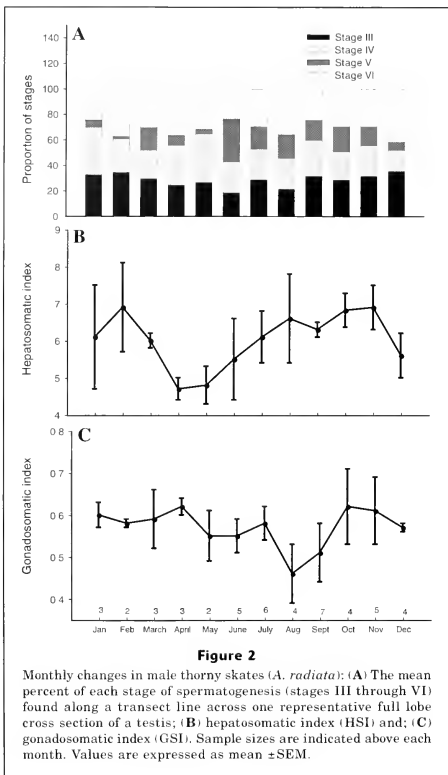 A
140
120
100
80
60
40
20
0
Proportion of stages
Stage III
Stage IV
Stage V
Stage VI
B
9
8
7
6
5
4
Hepatosomatic index
C
0.8
0.7
0.6
0.5
0.4
Gonadosomatic index
3 2 3 3 2 5 6 4 7 4 5 4
Jan Feb March April May June July Aug Sept Oct Nov Dec
Figure 2
Monthly changes in male thorny skates (A. radiata): (A) The mean
percent of each stage of spermatogenesis (stages III through VI)
found along a transect line across one representative full lobe
cross section of a testis; (B) hepatosomatic index (HSI) and; (C)
gonadosomatic index (GSI). Sample sizes are indicated above each
month. Values are expressed as mean ±SEM.